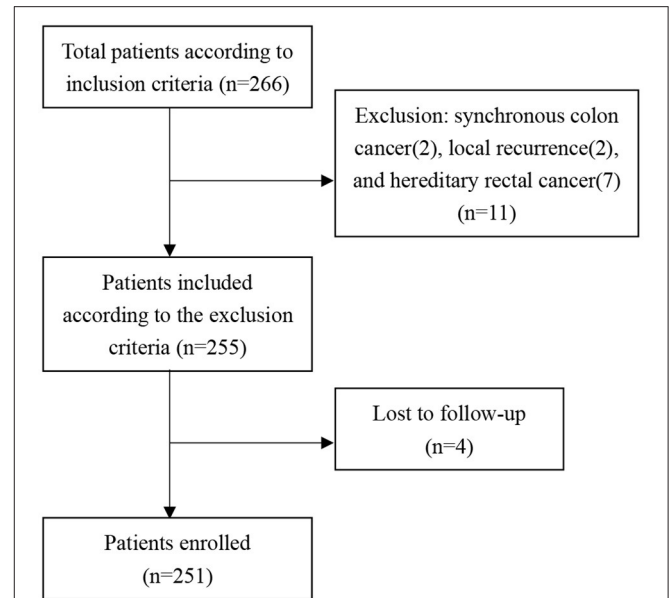 Total patients according to
inclusion criteria (n=266)
Exclusion: synchronous colon
cancer(2), local recurrence(2),
and hereditary rectal cancer(7)
(n=11)
Patients included
according to the exclusion
criteria (n=255)
Lost to follow-up
(n=4)
Patients enrolled
(n=251)